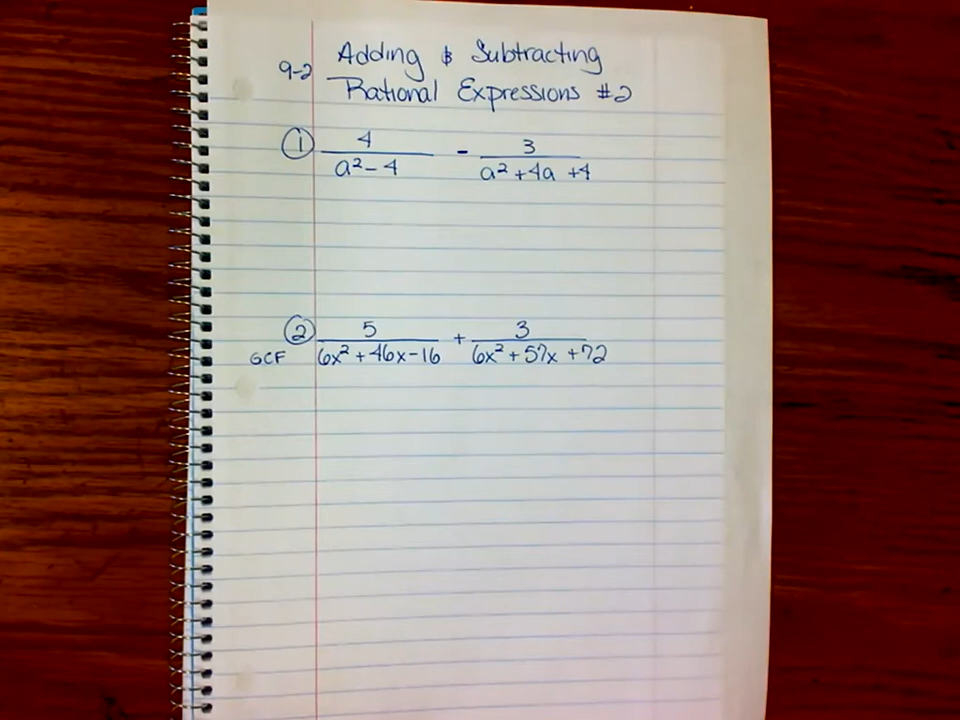 9-2 Adding & Subtracting
Rational Expressions #2
① 4/(a² - 4) - 3/(a² + 4a + 4)
② 5/(6x² + 46x - 16) + 3/(6x² + 57x + 72)
GCF